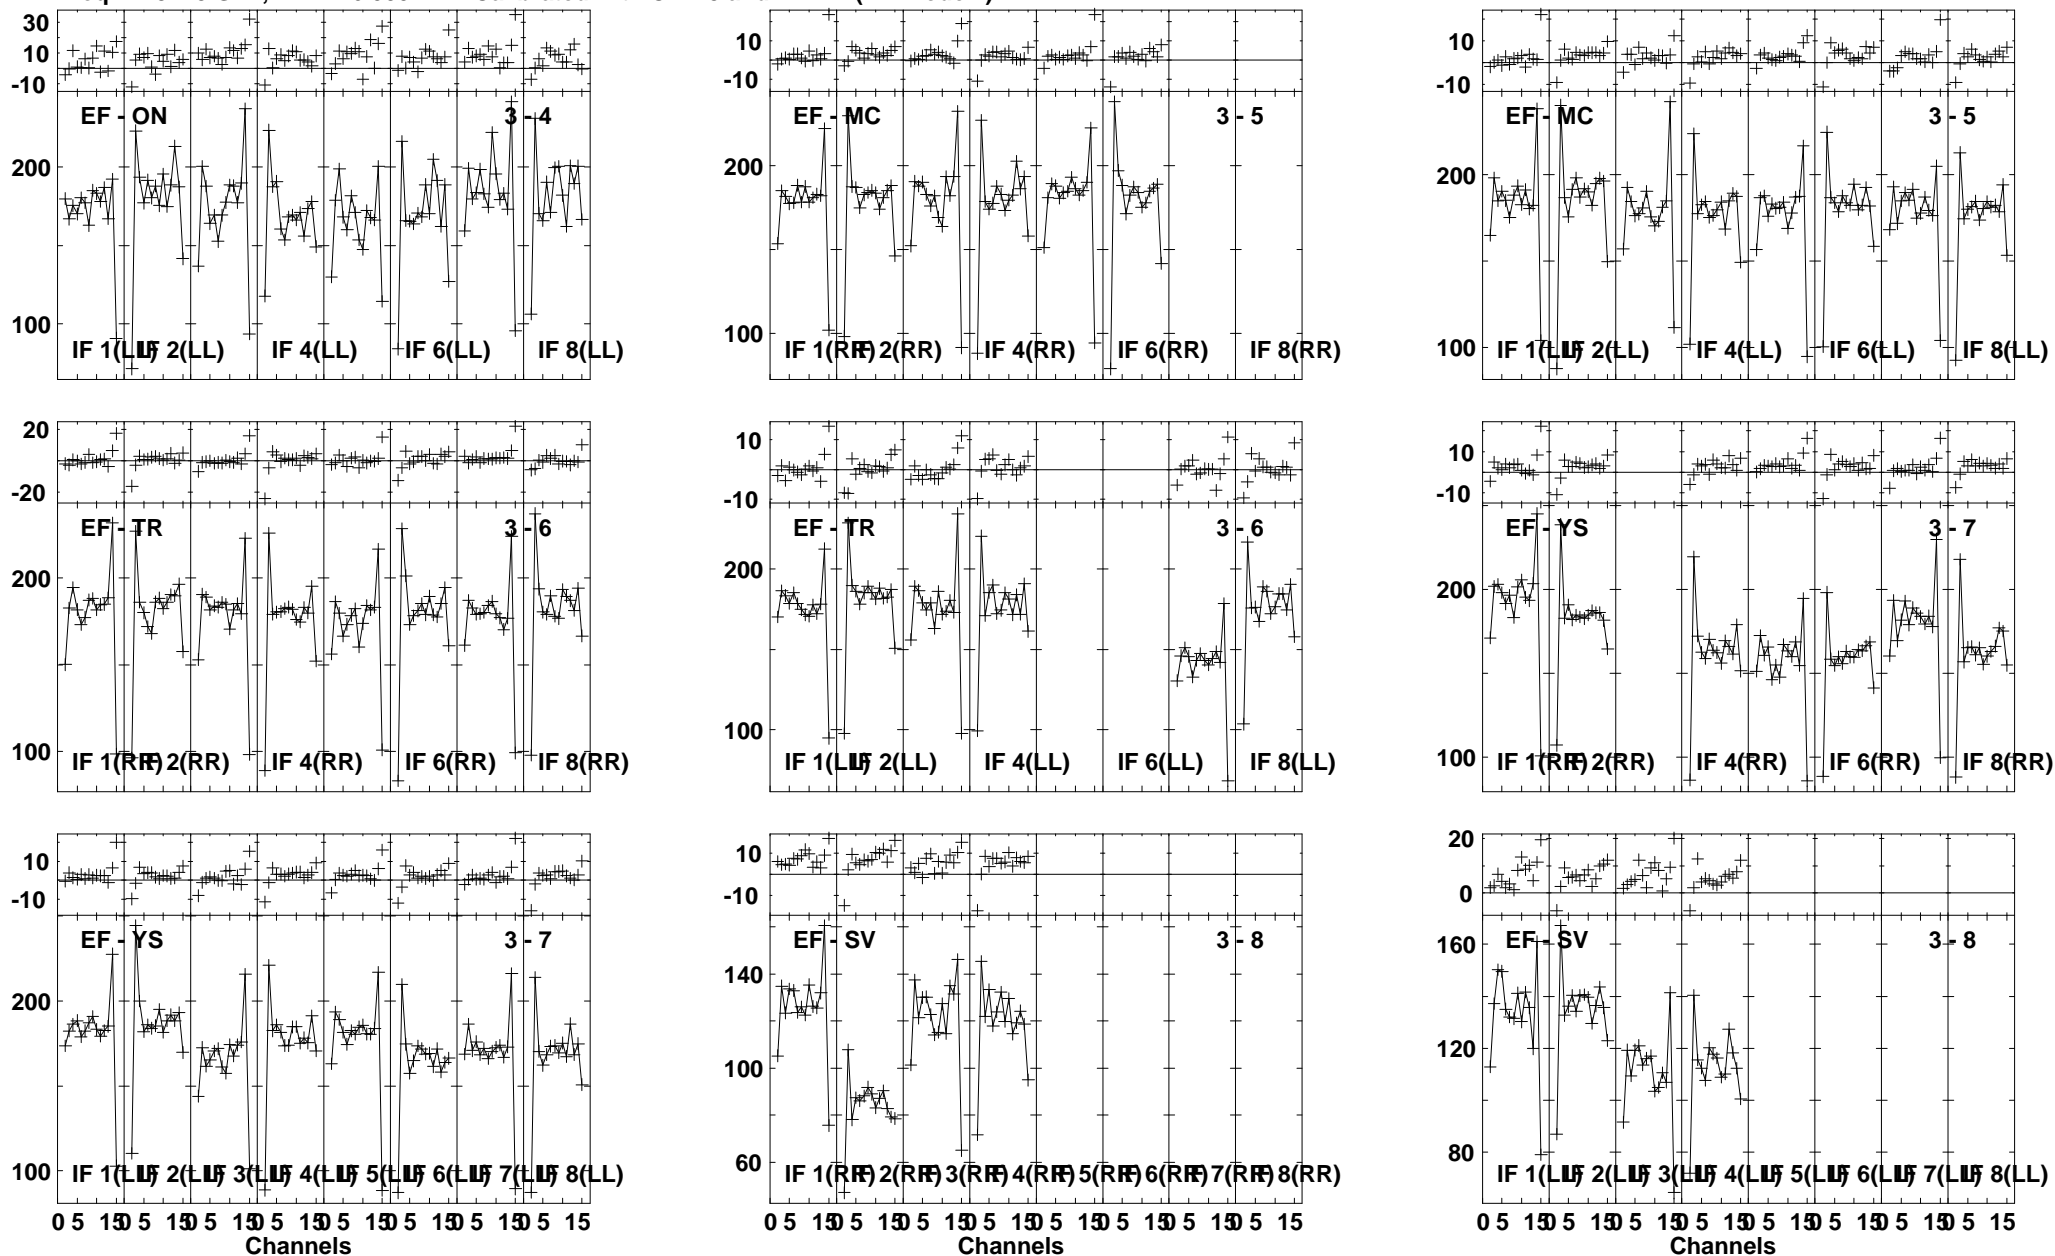 30
10
-10
EF - ON 3 - 4
200
100
IF 1(LL) IF 2(LL) IF 4(LL) IF 6(LL) IF 8(LL)
10
-10
EF - MC 3 - 5
200
100
IF 1(RR) IF 2(RR) IF 4(RR) IF 6(RR) IF 8(RR)
10
-10
EF - MC 3 - 5
200
100
IF 1(LL) IF 2(LL) IF 4(LL) IF 6(LL) IF 8(LL)
20
-20
EF - TR 3 - 6
200
100
IF 1(RR) IF 2(RR) IF 4(RR) IF 6(RR) IF 8(RR)
10
-10
EF - TR 3 - 6
200
100
IF 1(LL) IF 2(LL) IF 4(LL) IF 6(LL) IF 8(LL)
10
-10
EF - YS 3 - 7
200
100
IF 1(RR) IF 2(RR) IF 4(RR) IF 6(RR) IF 8(RR)
10
-10
EF - YS 3 - 7
200
100
IF 1(LL) IF 2(LL) IF 3(LL) IF 4(LL) IF 5(LL) IF 6(LL) IF 7(LL) IF 8(LL)
0 5 15 0 5 15 0 5 15 0 5 15
Channels
10
-10
EF - SV 3 - 8
140
100
60
IF 1(RR) IF 2(RR) IF 3(RR) IF 4(RR) IF 5(RR) IF 6(RR) IF 7(RR) IF 8(RR)
0 5 15 0 5 15 0 5 15 0 5 15
Channels
20
10
0
EF - SV 3 - 8
160
120
80
IF 1(LL) IF 2(LL) IF 3(LL) IF 4(LL) IF 5(LL) IF 6(LL) IF 7(LL) IF 8(LL)
0 5 15 0 5 15 0 5 15 0 5 15
Channels